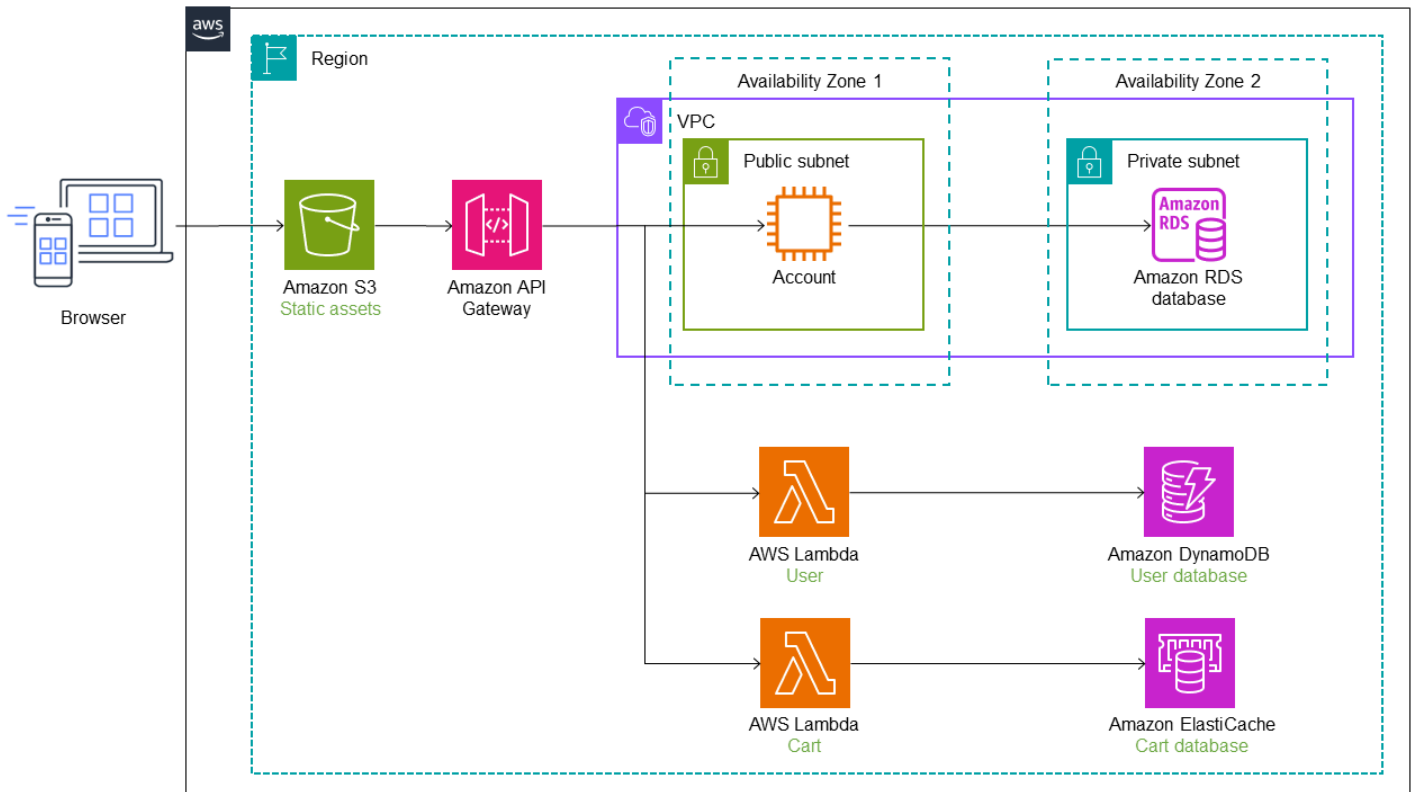 aws
Region
Availability Zone 1
Availability Zone 2
VPC
Public subnet
Private subnet
Amazon
RDS
</>
Browser
Amazon S3
Static assets
Amazon API
Gateway
Account
Amazon RDS
database
AWS Lambda
User
Amazon DynamoDB
User database
AWS Lambda
Cart
Amazon ElastiCache
Cart database